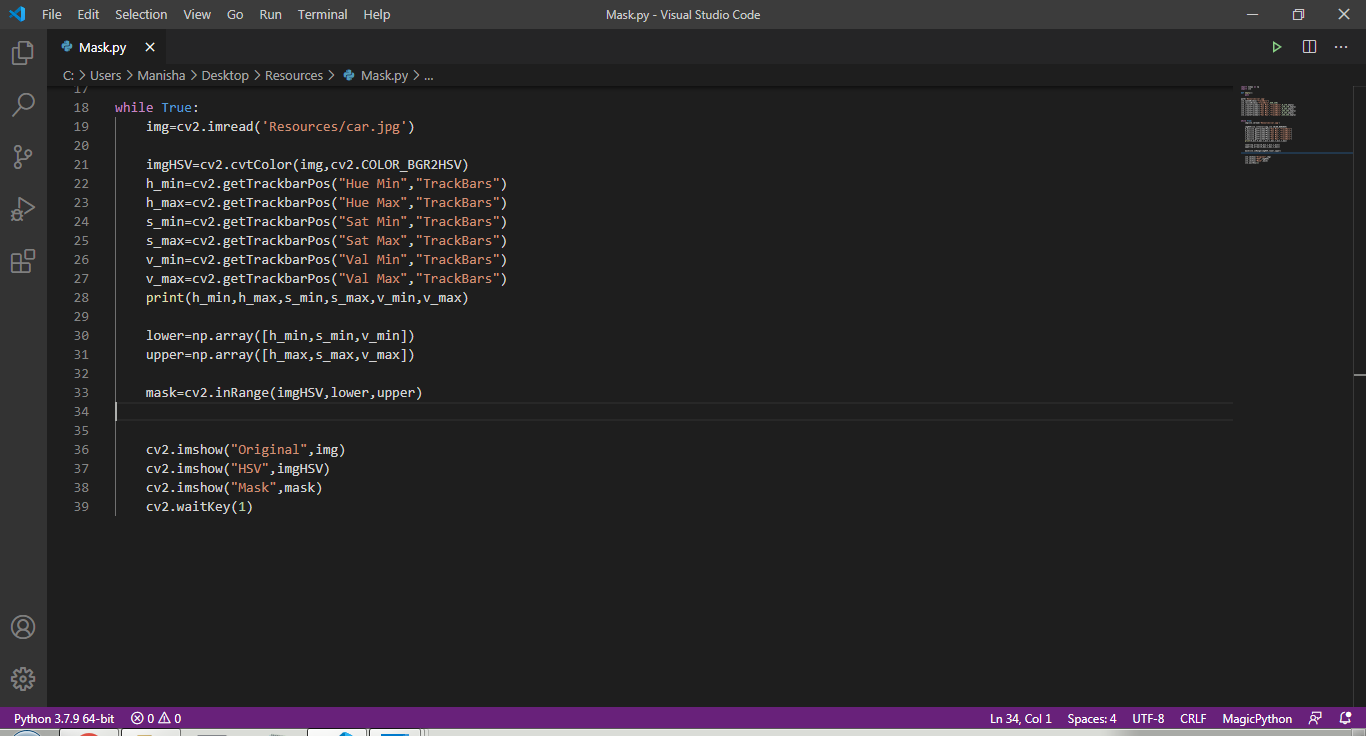 File Edit Selection View Go Run Terminal Help Mask.py - Visual Studio Code
Mask.py
C: > Users > Manisha > Desktop > Resources > Mask.py > ...
17
18 while True:
19 img=cv2.imread('Resources/car.jpg')
20
21 imgHSV=cv2.cvtColor(img,cv2.COLOR_BGR2HSV)
22 h_min=cv2.getTrackbarPos("Hue Min","TrackBars")
23 h_max=cv2.getTrackbarPos("Hue Max","TrackBars")
24 s_min=cv2.getTrackbarPos("Sat Min","TrackBars")
25 s_max=cv2.getTrackbarPos("Sat Max","TrackBars")
26 v_min=cv2.getTrackbarPos("Val Min","TrackBars")
27 v_max=cv2.getTrackbarPos("Val Max","TrackBars")
28 print(h_min,h_max,s_min,s_max,v_min,v_max)
29
30 lower=np.array([h_min,s_min,v_min])
31 upper=np.array([h_max,s_max,v_max])
32
33 mask=cv2.inRange(imgHSV,lower,upper)
34
35
36 cv2.imshow("Original",img)
37 cv2.imshow("HSV",imgHSV)
38 cv2.imshow("Mask",mask)
39 cv2.waitKey(1)
Python 3.7.9 64-bit 0 0 Ln 34, Col 1 Spaces: 4 UTF-8 CRLF MagicPython